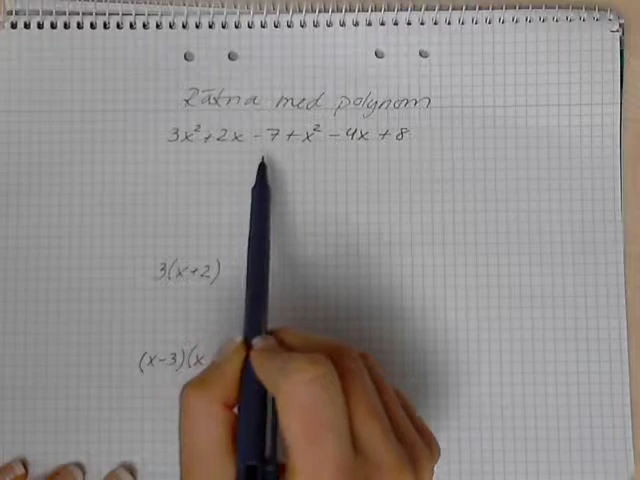 Räkna med polynom
3x² + 2x - 7 + x² - 4x + 8
3(x+2)
(x-3)(x